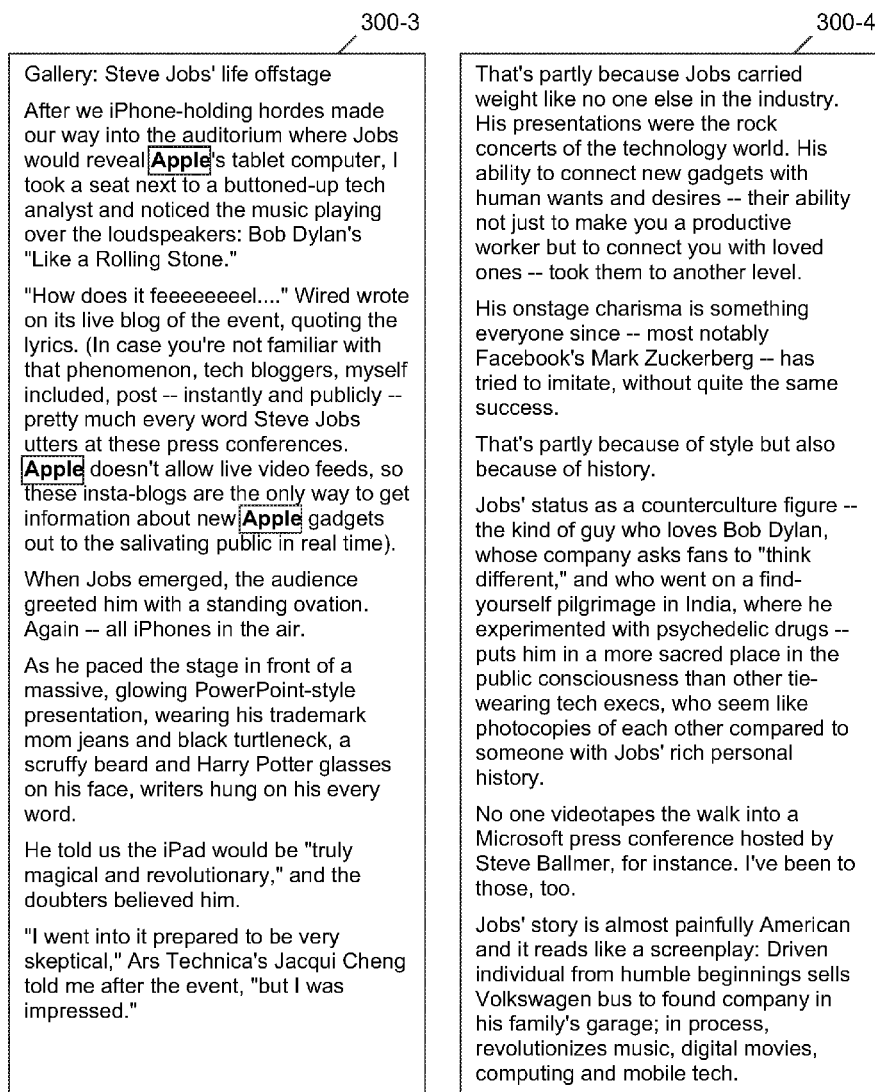 300-3
Gallery: Steve Jobs' life offstage
After we iPhone-holding hordes made
our way into the auditorium where Jobs
would reveal Apple's tablet computer, I
took a seat next to a buttoned-up tech
analyst and noticed the music playing
over the loudspeakers: Bob Dylan's
"Like a Rolling Stone."
"How does it feeeeeeeel...." Wired wrote
on its live blog of the event, quoting the
lyrics. (In case you're not familiar with
that phenomenon, tech bloggers, myself
included, post -- instantly and publicly --
pretty much every word Steve Jobs
utters at these press conferences.
Apple doesn't allow live video feeds, so
these insta-blogs are the only way to get
information about new Apple gadgets
out to the salivating public in real time).
When Jobs emerged, the audience
greeted him with a standing ovation.
Again -- all iPhones in the air.
As he paced the stage in front of a
massive, glowing PowerPoint-style
presentation, wearing his trademark
mom jeans and black turtleneck, a
scruffy beard and Harry Potter glasses
on his face, writers hung on his every
word.
He told us the iPad would be "truly
magical and revolutionary," and the
doubters believed him.
"I went into it prepared to be very
skeptical," Ars Technica's Jacqui Cheng
told me after the event, "but I was
impressed."
300-4
That's partly because Jobs carried
weight like no one else in the industry.
His presentations were the rock
concerts of the technology world. His
ability to connect new gadgets with
human wants and desires -- their ability
not just to make you a productive
worker but to connect you with loved
ones -- took them to another level.
His onstage charisma is something
everyone since -- most notably
Facebook's Mark Zuckerberg -- has
tried to imitate, without quite the same
success.
That's partly because of style but also
because of history.
Jobs' status as a counterculture figure --
the kind of guy who loves Bob Dylan,
whose company asks fans to "think
different," and who went on a find-
yourself pilgrimage in India, where he
experimented with psychedelic drugs --
puts him in a more sacred place in the
public consciousness than other tie-
wearing tech execs, who seem like
photocopies of each other compared to
someone with Jobs' rich personal
history.
No one videotapes the walk into a
Microsoft press conference hosted by
Steve Ballmer, for instance. I've been to
those, too.
Jobs' story is almost painfully American
and it reads like a screenplay: Driven
individual from humble beginnings sells
Volkswagen bus to found company in
his family's garage; in process,
revolutionizes music, digital movies,
computing and mobile tech.